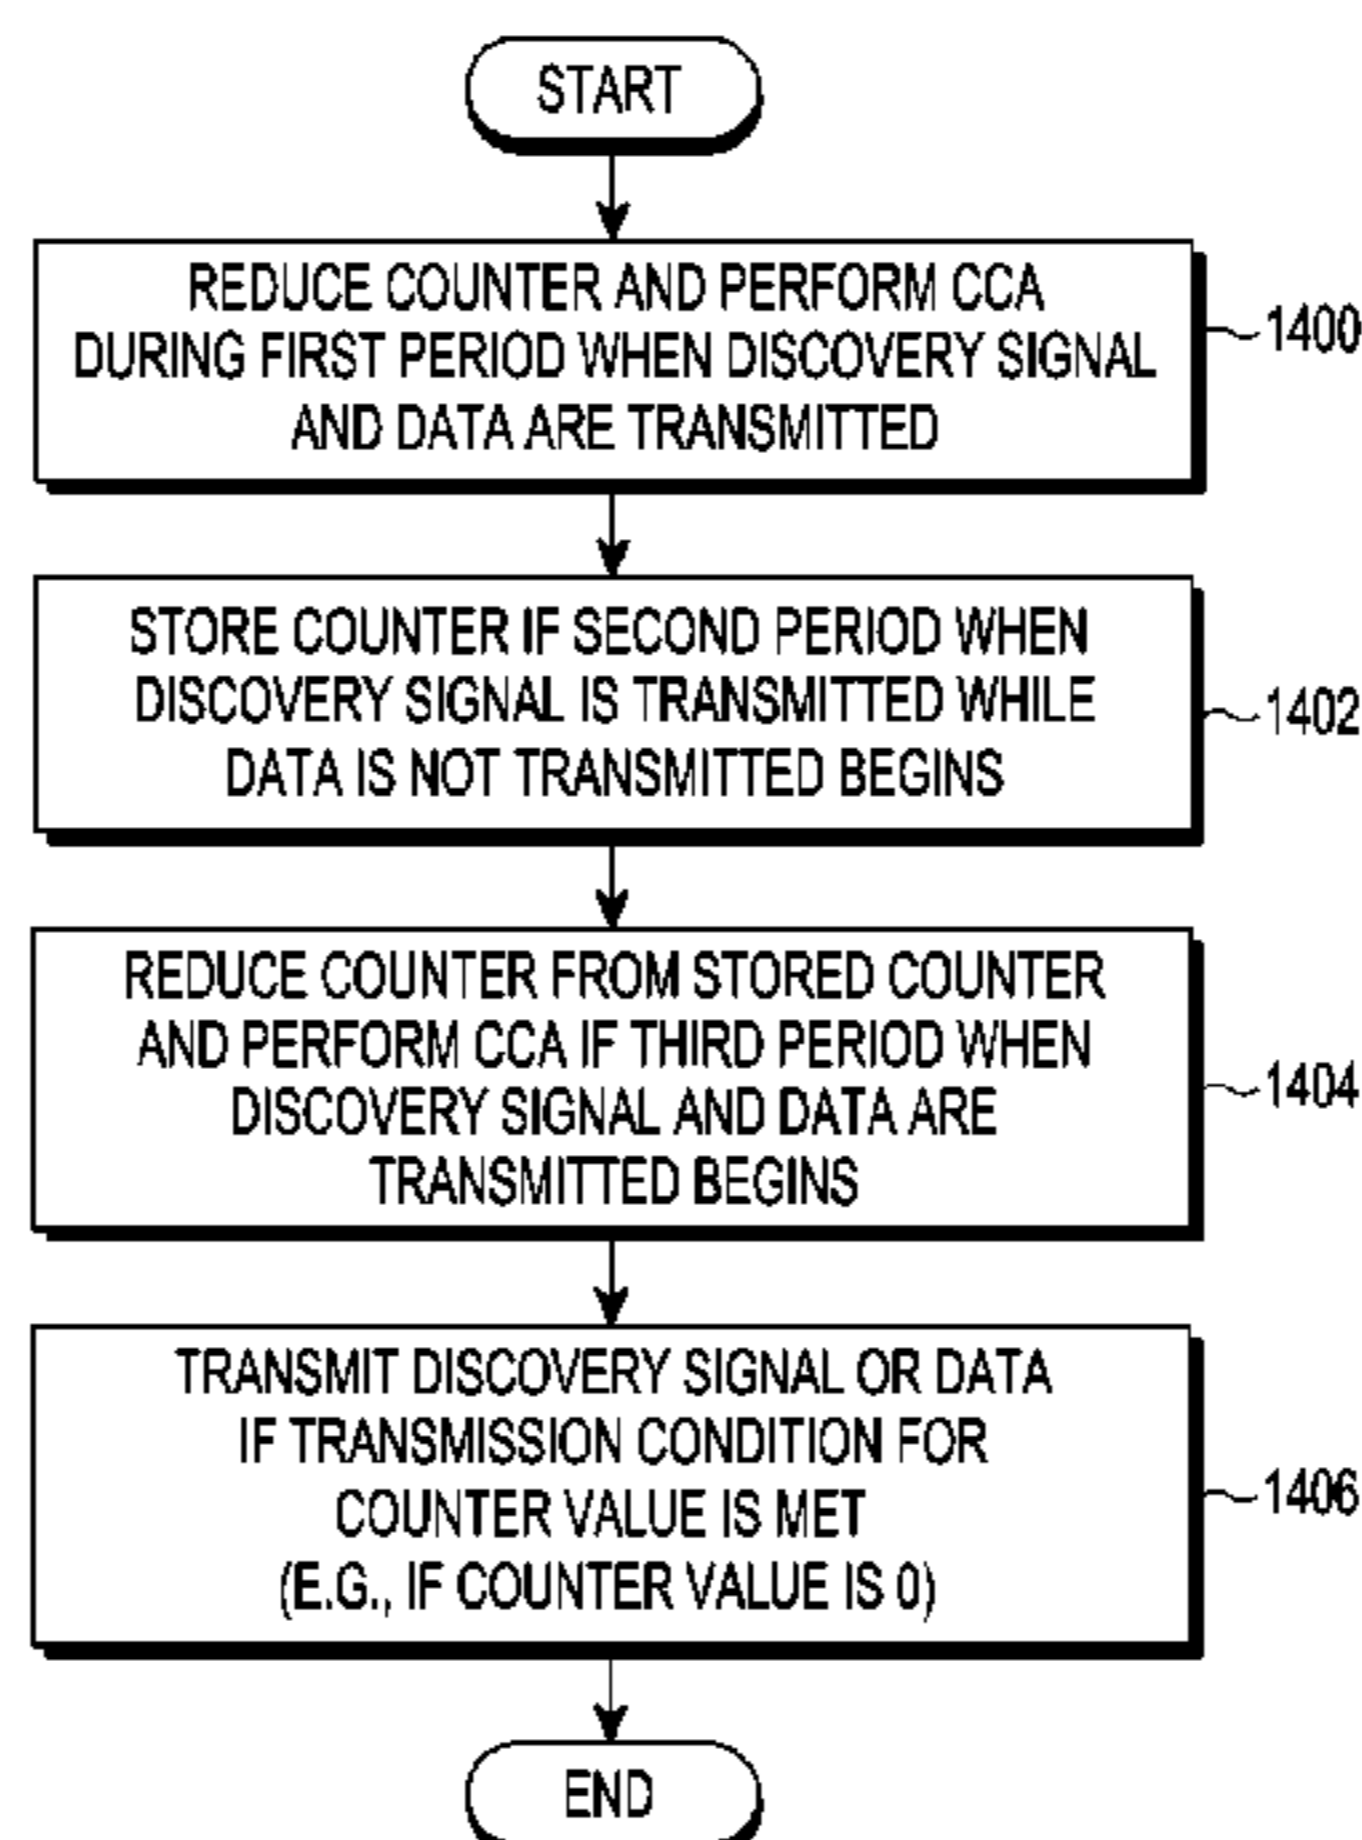 START
REDUCE COUNTER AND PERFORM CCA
DURING FIRST PERIOD WHEN DISCOVERY SIGNAL
AND DATA ARE TRANSMITTED
1400
STORE COUNTER IF SECOND PERIOD WHEN
DISCOVERY SIGNAL IS TRANSMITTED WHILE
DATA IS NOT TRANSMITTED BEGINS
1402
REDUCE COUNTER FROM STORED COUNTER
AND PERFORM CCA IF THIRD PERIOD WHEN
DISCOVERY SIGNAL AND DATA ARE
TRANSMITTED BEGINS
1404
TRANSMIT DISCOVERY SIGNAL OR DATA
IF TRANSMISSION CONDITION FOR
COUNTER VALUE IS MET
(E.G., IF COUNTER VALUE IS 0)
1406
END